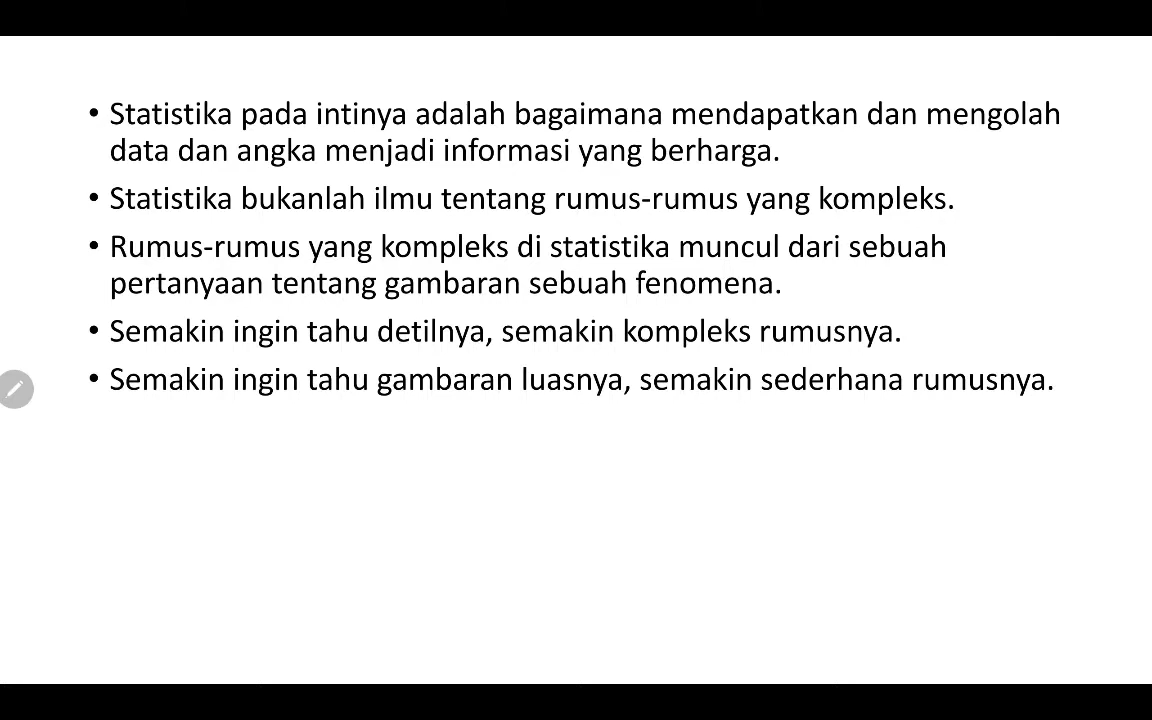 • Statistika pada intinya adalah bagaimana mendapatkan dan mengolah
data dan angka menjadi informasi yang berharga.
• Statistika bukanlah ilmu tentang rumus-rumus yang kompleks.
• Rumus-rumus yang kompleks di statistika muncul dari sebuah
pertanyaan tentang gambaran sebuah fenomena.
• Semakin ingin tahu detilnya, semakin kompleks rumusnya.
• Semakin ingin tahu gambaran luasnya, semakin sederhana rumusnya.